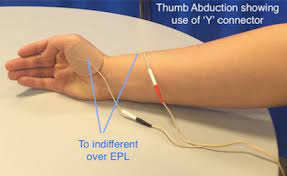 Thumb Abduction showing
use of ‘Y’ connector
To indifferent
over EPL